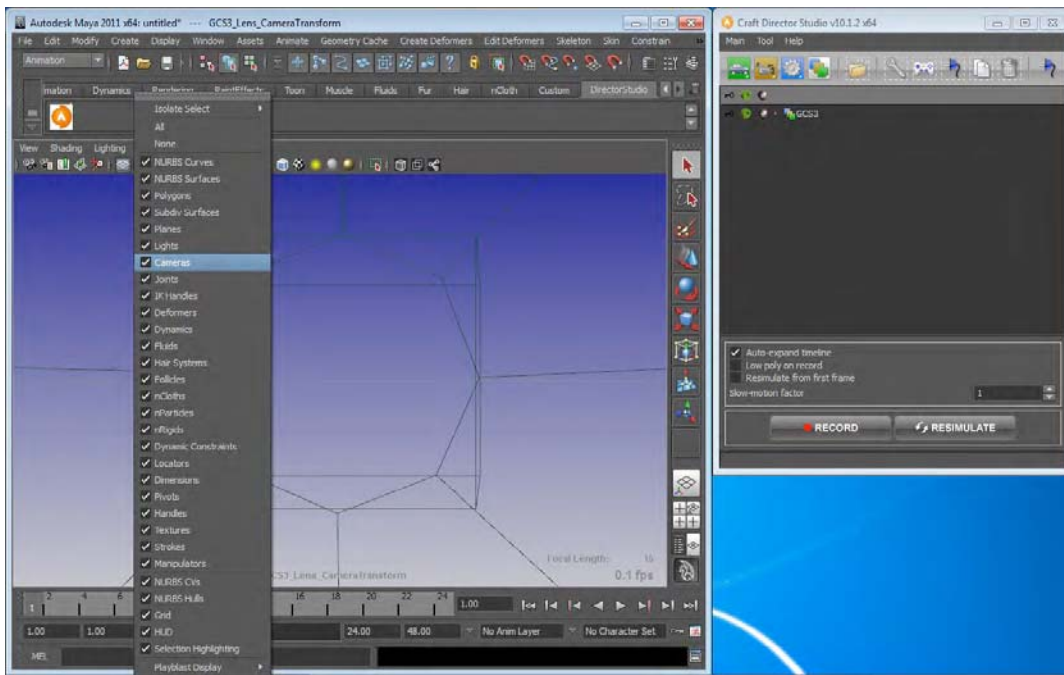 Autodesk Maya 2011 x64: untitled* --- GCS3_Lens_CameraTransform
File Edit Modify Create Display Window Assets Animate Geometry Cache Create Deformers Edit Deformers Skeleton Skin Constrain
Animation
Dynamics Rendering PaintEffects Toon Muscle Fluids Fur Hair nCloth Custom DirectorStudio
View Shading Lighting
Isolate Select
All
None
NURBS Curves
NURBS Surfaces
Polygons
Subdiv Surfaces
Planes
Lights
Cameras
Joints
IK Handles
Deformers
Dynamics
Fluids
Hair Systems
Follicles
nCloths
nParticles
nRigids
Dynamic Constraints
Locators
Dimensions
Pivots
Handles
Textures
Strokes
Manipulators
NURBS CVs
NURBS Hulls
Grid
HUD
Selection Highlighting
Playblast Display
Focal Length:
0.1 fps
GCS3_Lens_CameraTransform
2 4 6 16 18 20 22 24
1
1.00
1.00 1.00 24.00 48.00 No Anim Layer No Character Set
MEL
Craft Director Studio v10.1.2 x64
Main Tool Help
GCS3
Auto-expand timeline
Low poly on record
Resimulate from first frame
Slow-motion factor 1
RECORD RESIMULATE